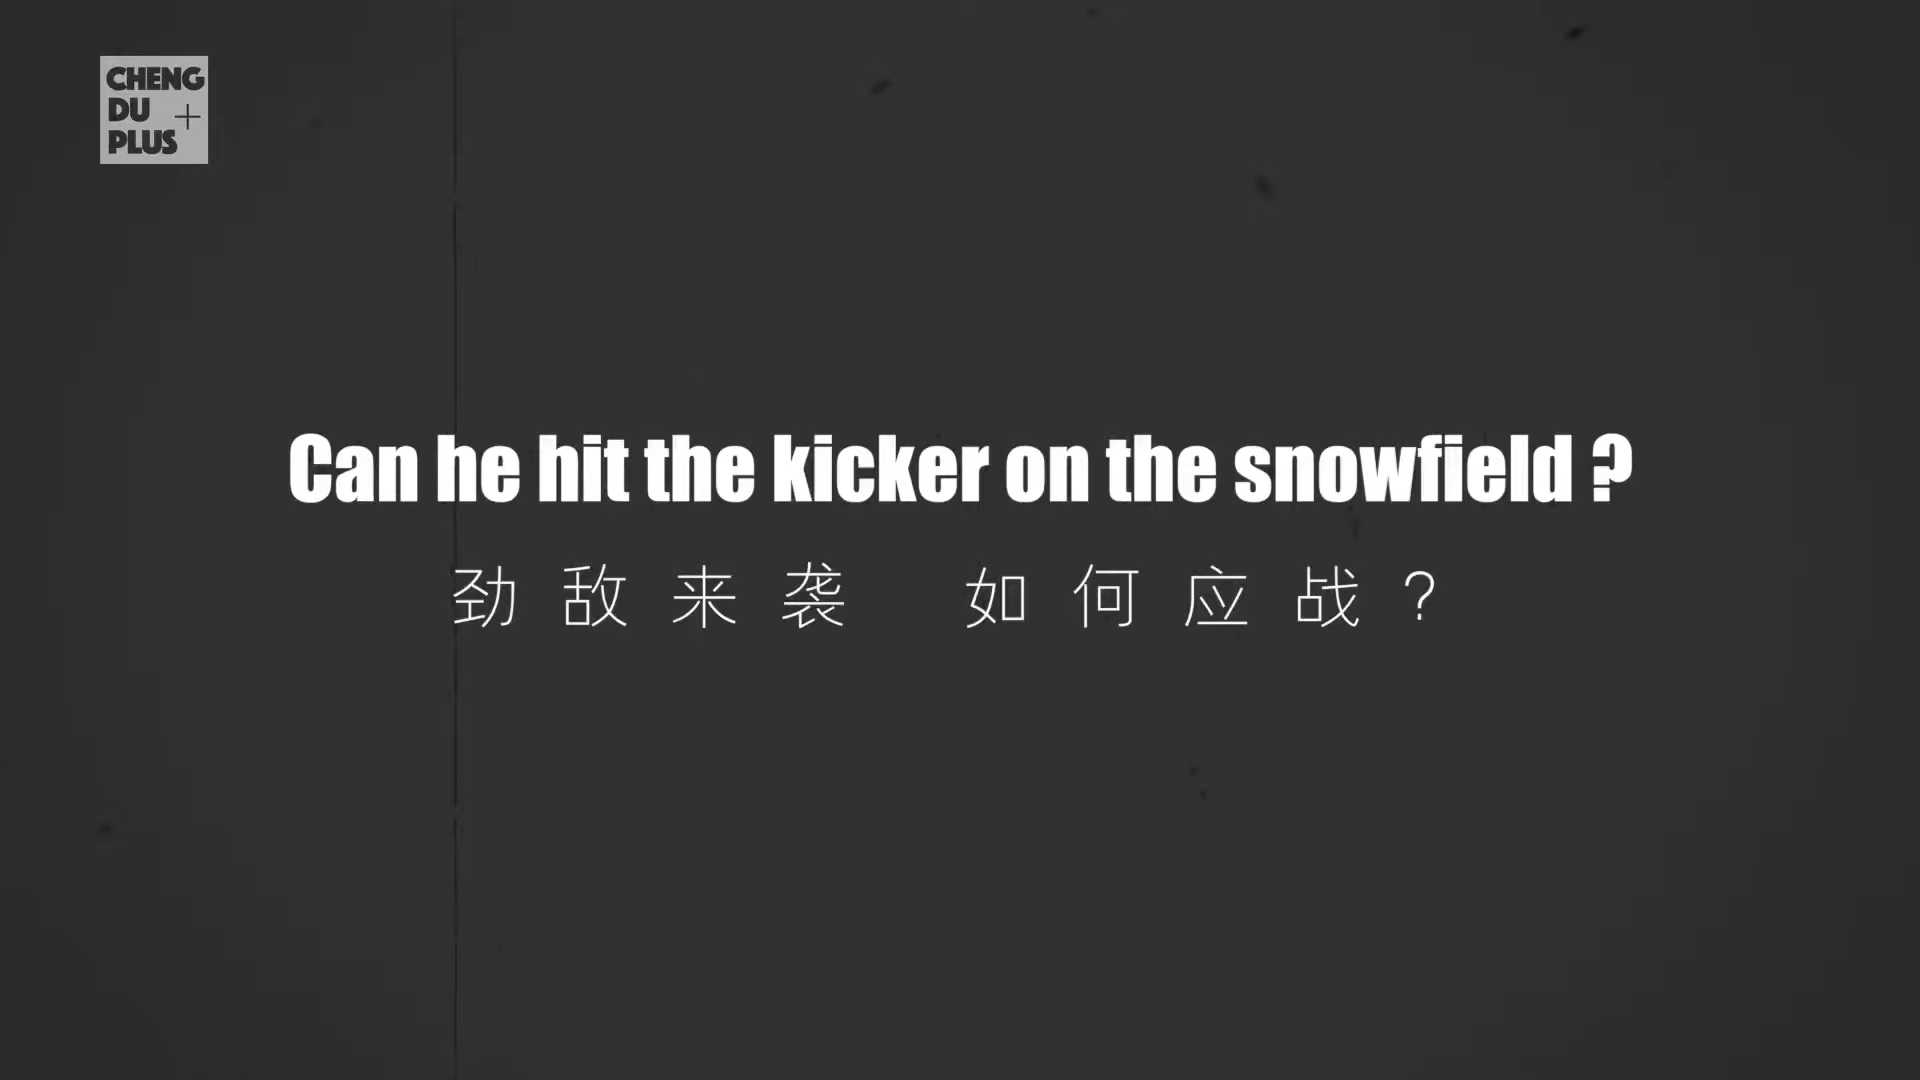 CHENG
DU +
PLUS
Can he hit the kicker on the snowfield ?
劲敌来袭 如何应战？